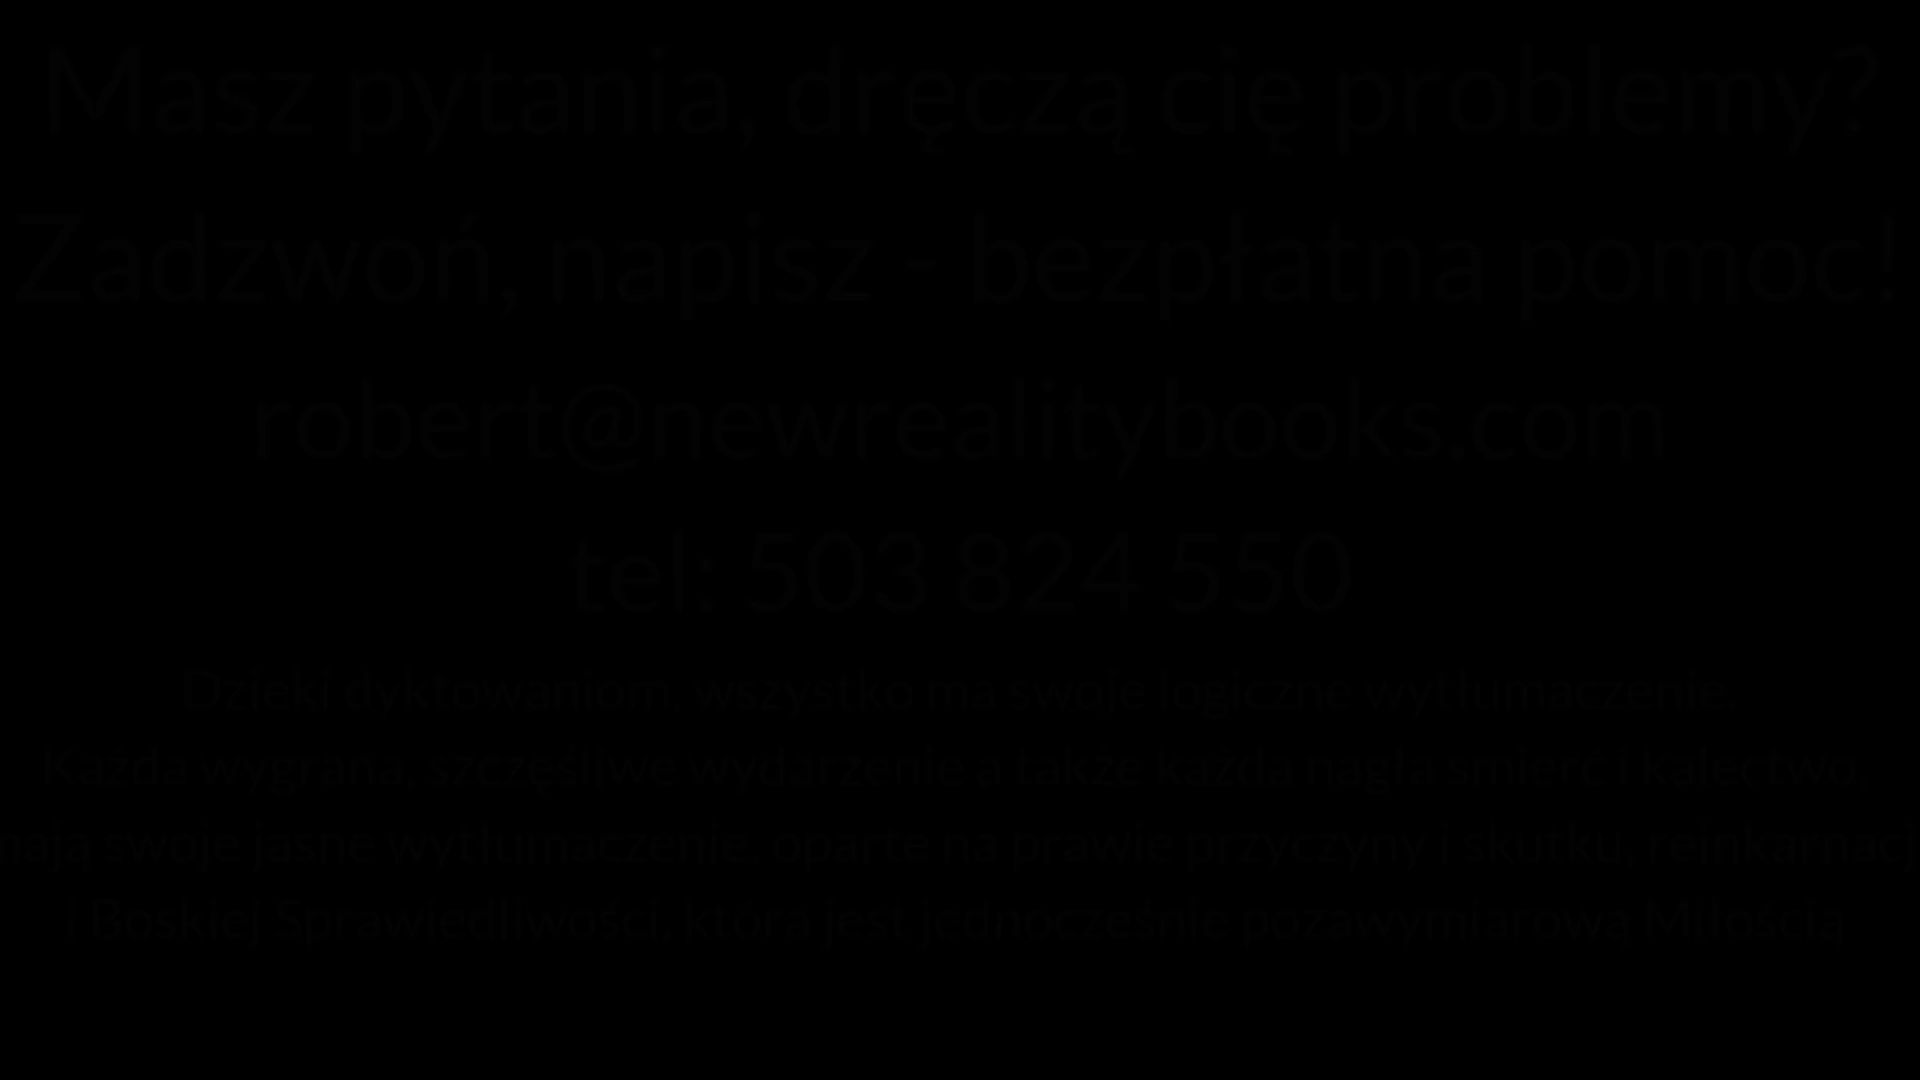 Masz pytania, dręczą cię problemy?
Zadzwoń, napisz - bezpłatna pomoc!
robert@newrealitybooks.com
tel: 503 824 550
Dzięki dyktowaniom, wszystko ma swoje logiczne wytłumaczenie.
Każda wygrana, szczęśliwe wydarzenie a także każda nagła śmierć i kalectwo,
mają swoje jasne wytłumaczenie, oparte na prawie przyczyny i skutku, reinkarnacji
i Boskiej Sprawiedliwości, która jest jednocześnie pozawymiarową Miłością